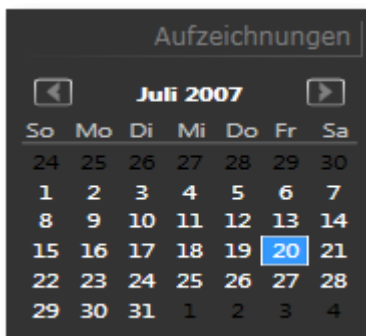 Aufzeichnungen
Juli 2007
So Mo Di Mi Do Fr Sa
24 25 26 27 28 29 30
1 2 3 4 5 6 7
8 9 10 11 12 13 14
15 16 17 18 19 20 21
22 23 24 25 26 27 28
29 30 31 1 2 3 4